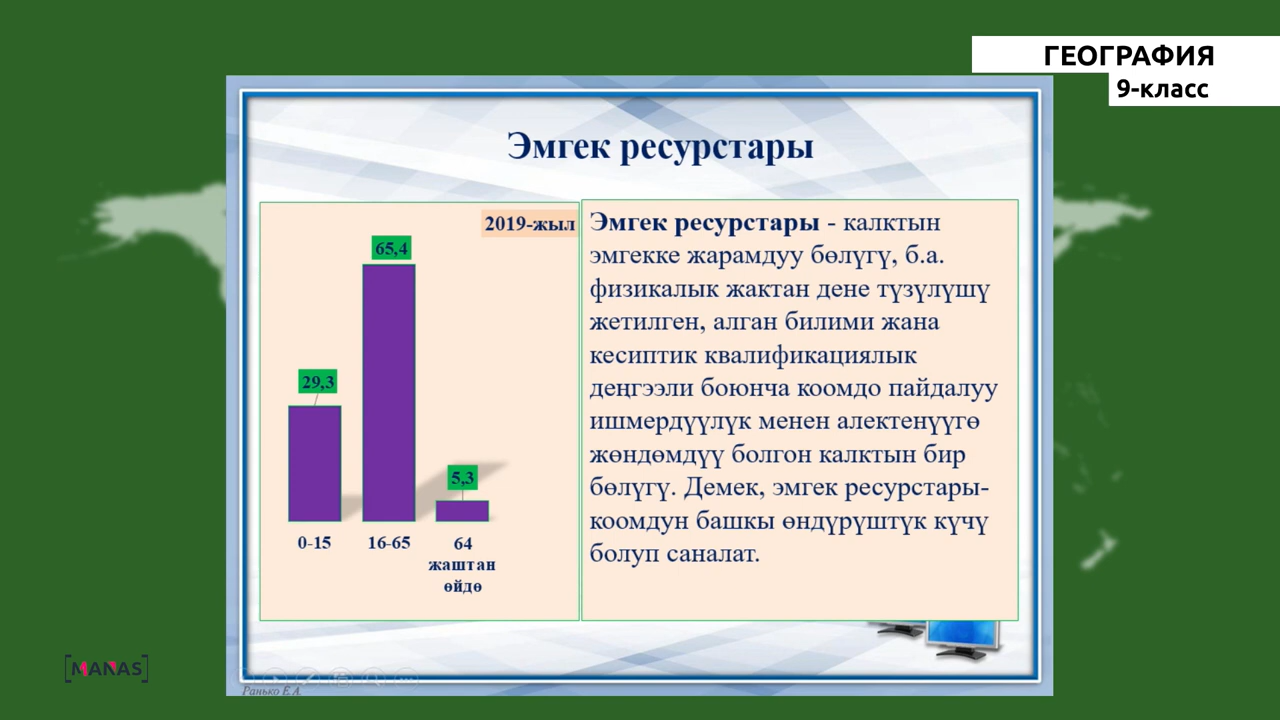 ГЕОГРАФИЯ
9-класс
Эмгек ресурстары
2019-жыл
65,4
29,3
5,3
0-15
16-65
64
жаштан
өйдө
Эмгек ресурстары - калктын
эмгекке жарамдуу бөлүгү, б.а.
физикалык жактан дене түзүлүшү
жетилген, алган билими жана
кесиптик квалификациялык
деңгээли боюнча коомдо пайдалуу
ишмердүүлүк менен алектенүүгө
жөндөмдүү болгон калктын бир
бөлүгү. Демек, эмгек ресурстары-
коомдун башкы өндүрүштүк күчү
болуп саналат.
[MANAS]
Ранько Е.А.